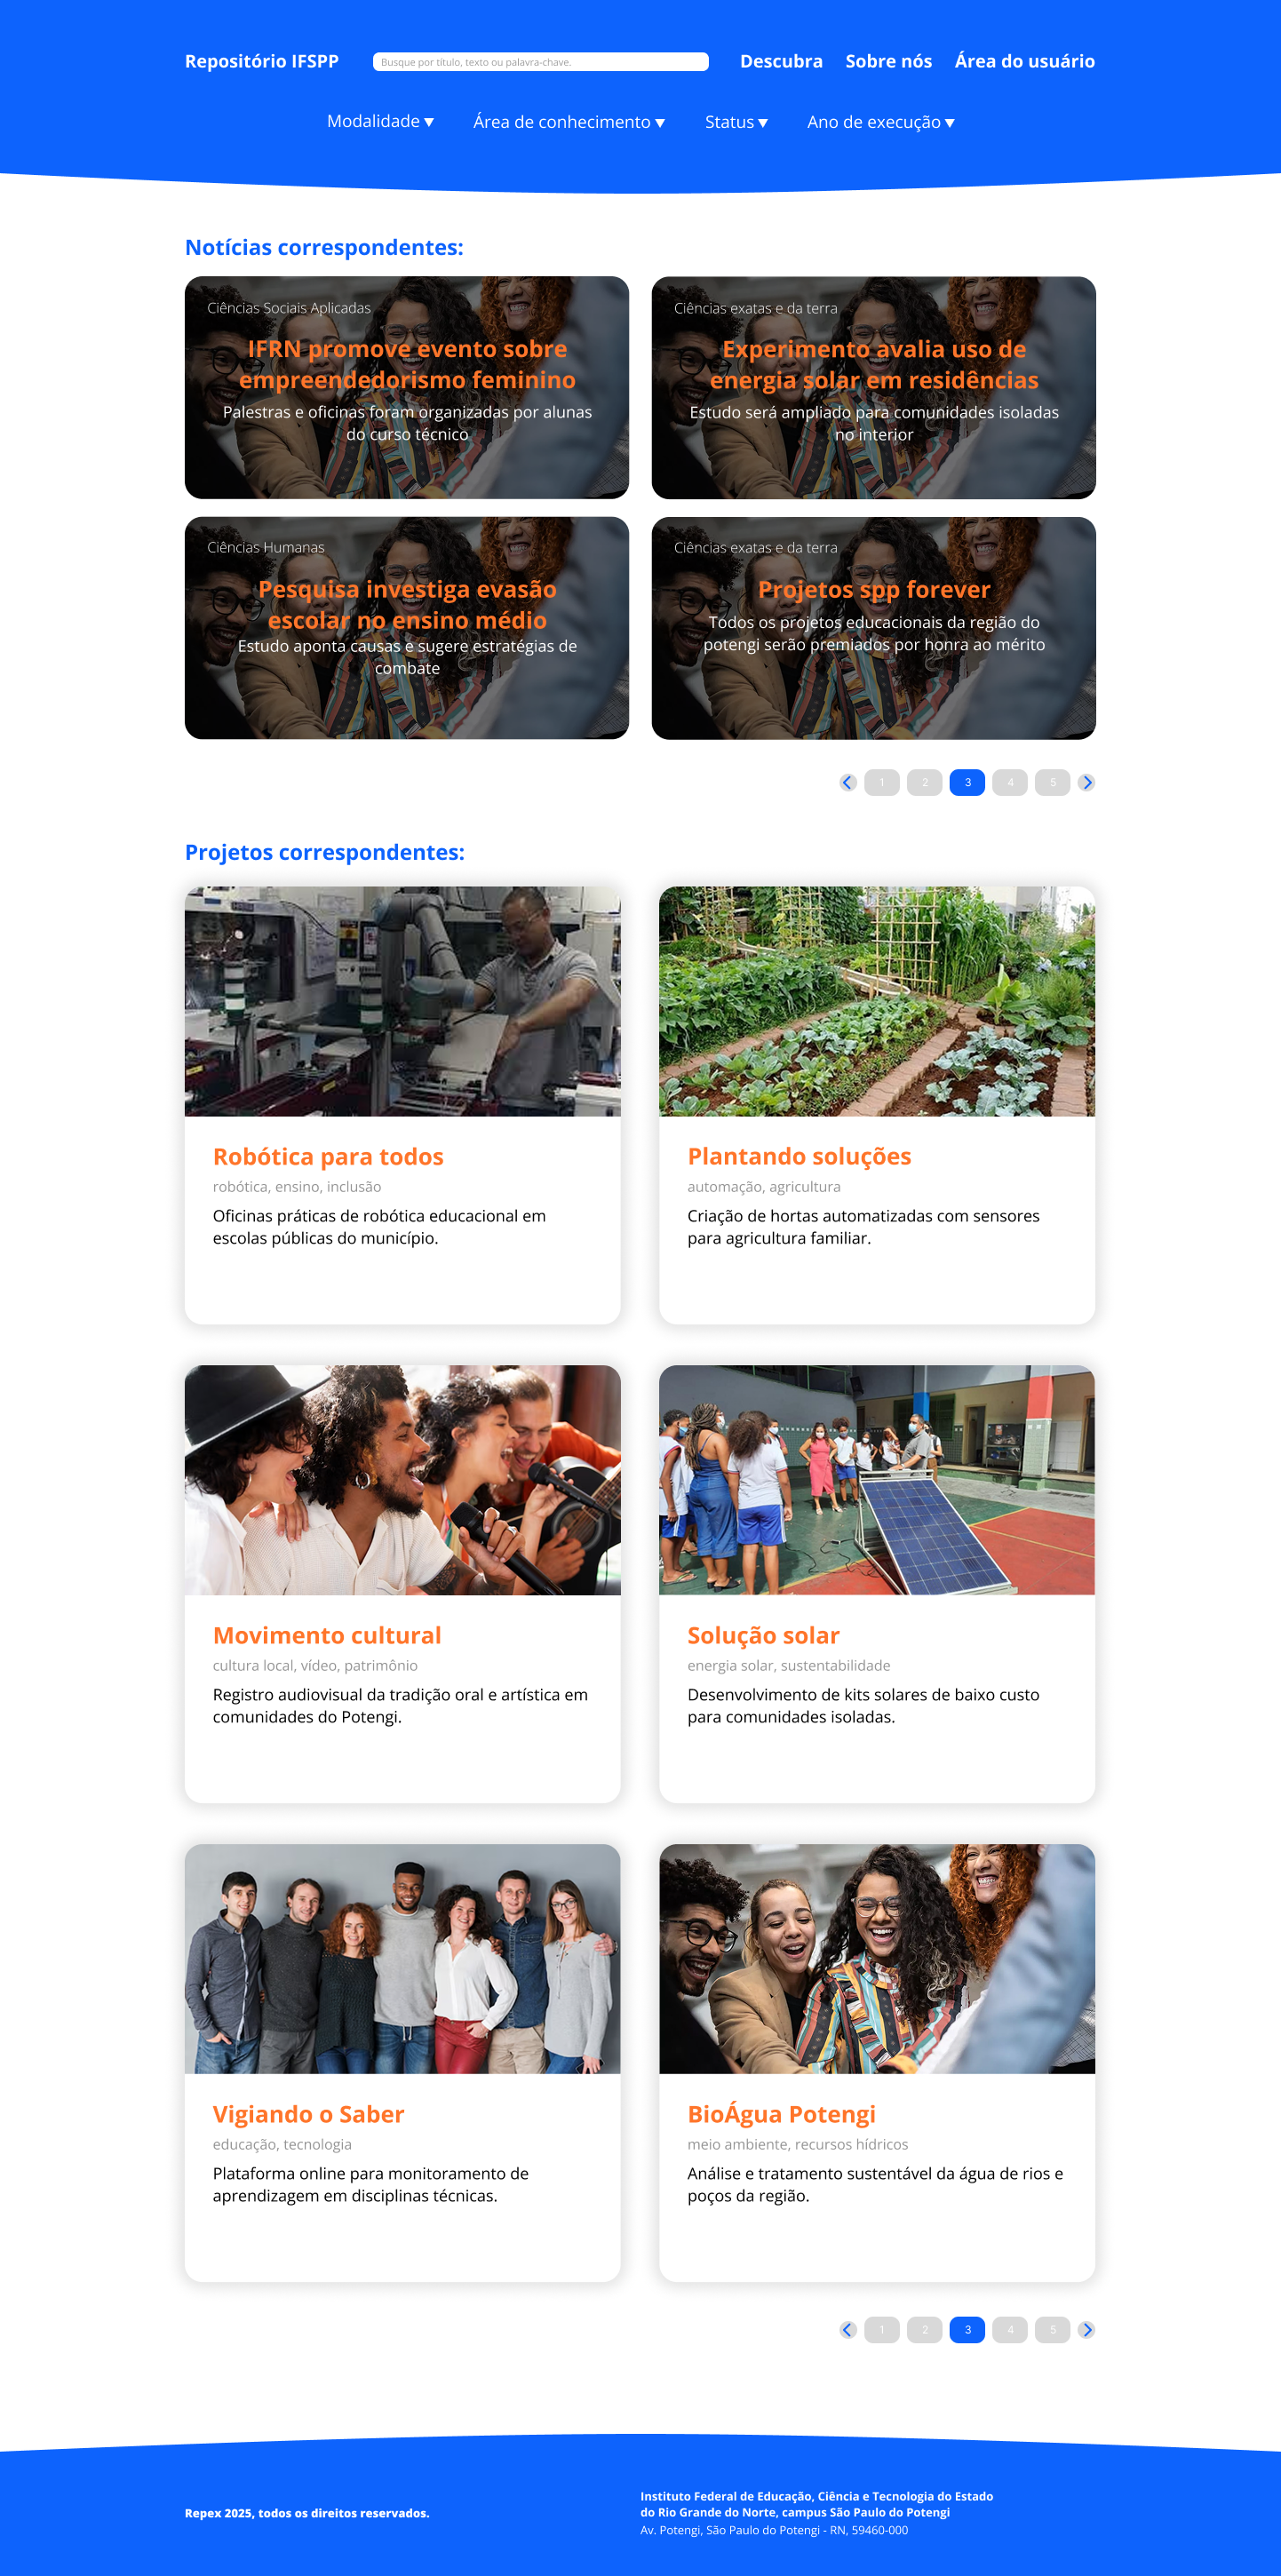 Repositório IFSPP
Busque por título, texto ou palavra-chave.
Descubra
Sobre nós
Área do usuário
Modalidade
Área de conhecimento
Status
Ano de execução
Notícias correspondentes:
Ciências Sociais Aplicadas
IFRN promove evento sobre
empreendedorismo feminino
Palestras e oficinas foram organizadas por alunas
do curso técnico
Ciências exatas e da terra
Experimento avalia uso de
energia solar em residências
Estudo será ampliado para comunidades isoladas
no interior
Ciências Humanas
Pesquisa investiga evasão
escolar no ensino médio
Estudo aponta causas e sugere estratégias de
combate
Ciências exatas e da terra
Projetos spp forever
Todos os projetos educacionais da região do
potengi serão premiados por honra ao mérito
1 2 3 4 5
Projetos correspondentes:
Robótica para todos
robótica, ensino, inclusão
Oficinas práticas de robótica educacional em
escolas públicas do município.
Plantando soluções
automação, agricultura
Criação de hortas automatizadas com sensores
para agricultura familiar.
Movimento cultural
cultura local, vídeo, patrimônio
Registro audiovisual da tradição oral e artística em
comunidades do Potengi.
Solução solar
energia solar, sustentabilidade
Desenvolvimento de kits solares de baixo custo
para comunidades isoladas.
Vigiando o Saber
educação, tecnologia
Plataforma online para monitoramento de
aprendizagem em disciplinas técnicas.
BioÁgua Potengi
meio ambiente, recursos hídricos
Análise e tratamento sustentável da água de rios e
poços da região.
1 2 3 4 5
Repex 2025, todos os direitos reservados.
Instituto Federal de Educação, Ciência e Tecnologia do Estado
do Rio Grande do Norte, campus São Paulo do Potengi
Av. Potengi, São Paulo do Potengi - RN, 59460-000